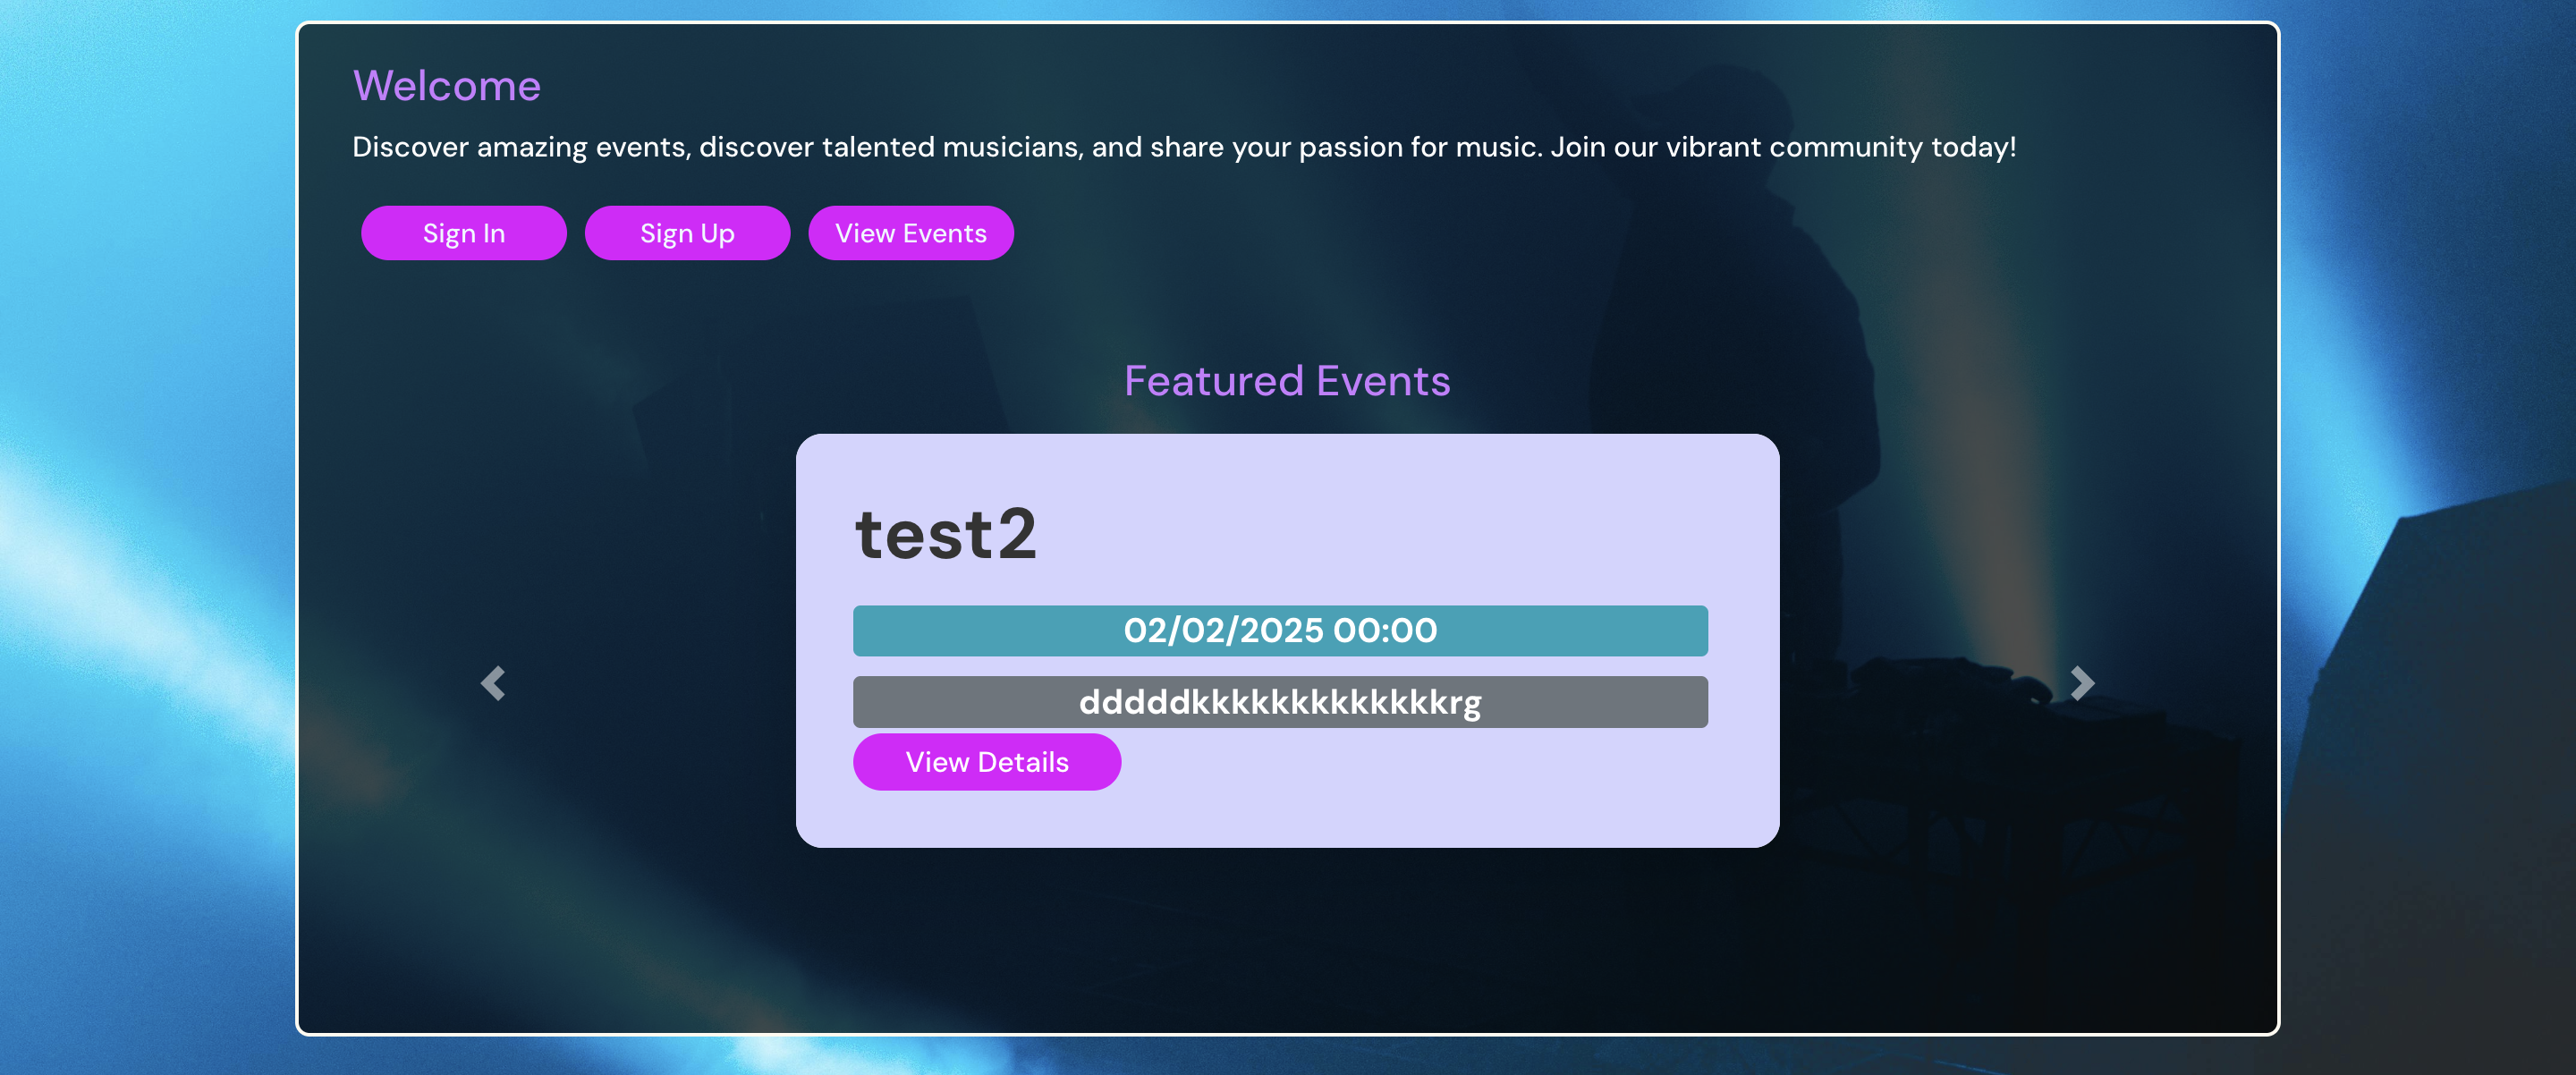 Welcome
Discover amazing events, discover talented musicians, and share your passion for music. Join our vibrant community today!
Sign In
Sign Up
View Events
Featured Events
test2
02/02/2025 00:00
dddddkkkkkkkkkkkkkrg
View Details